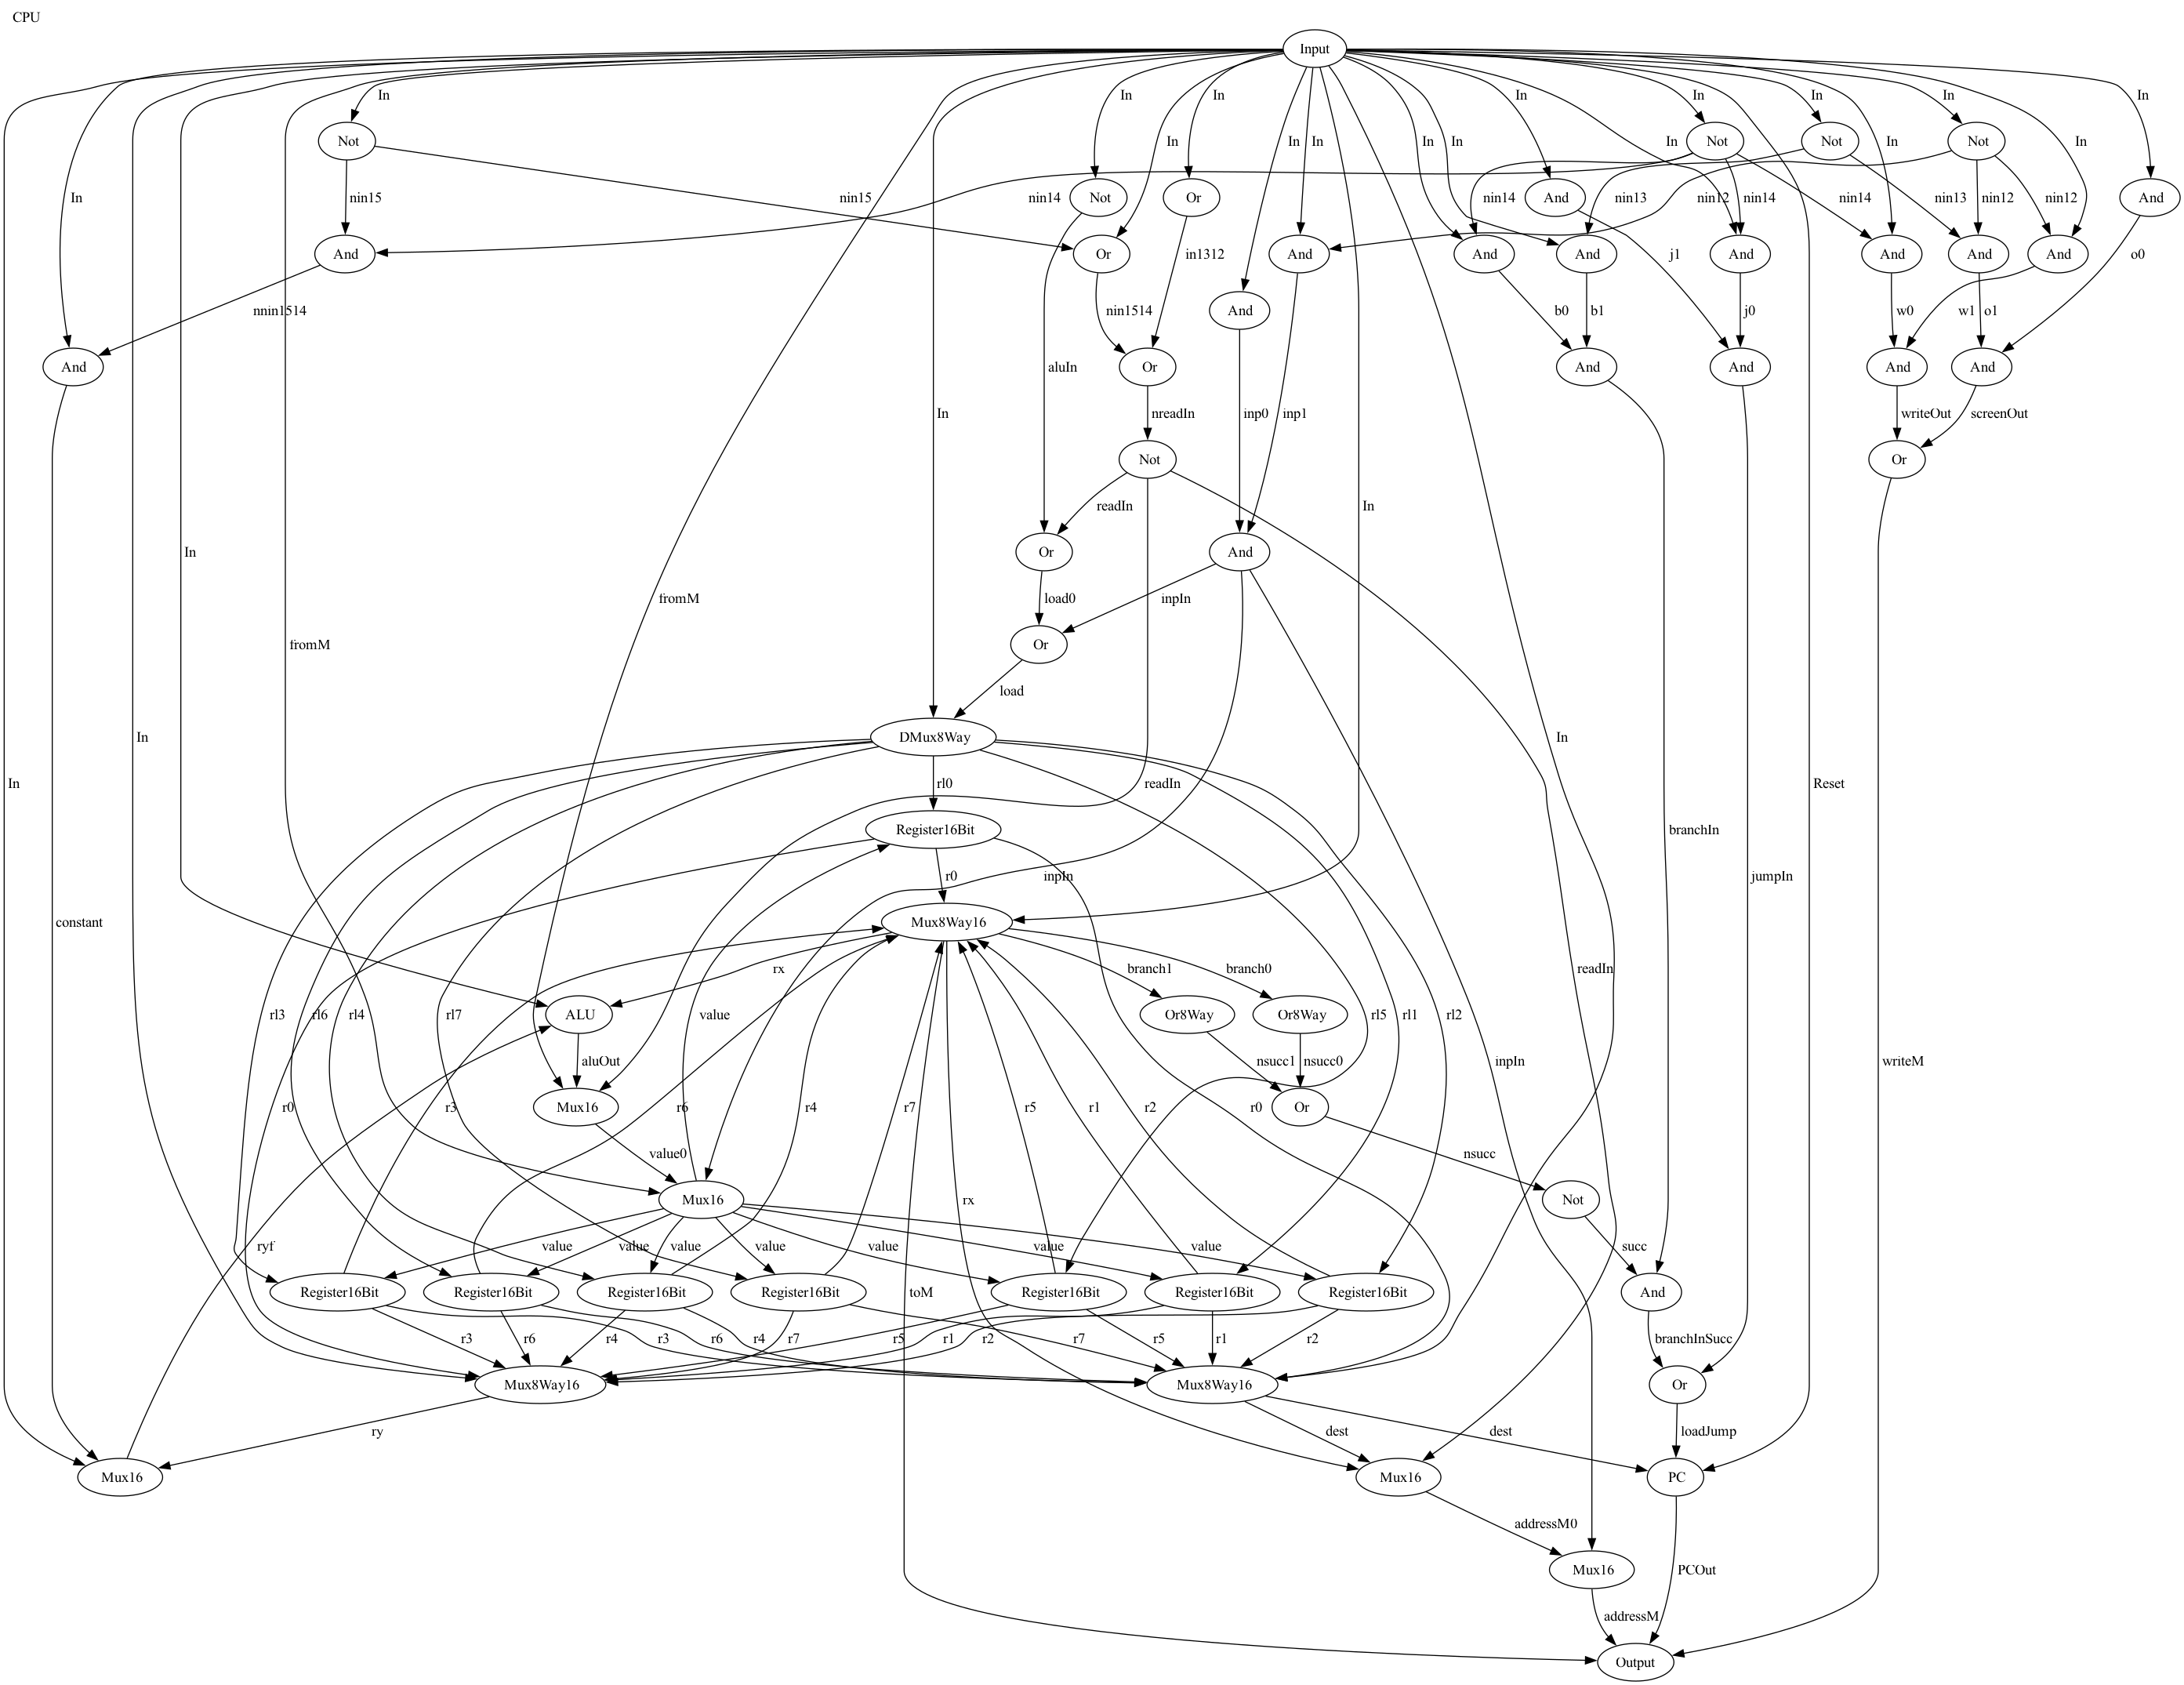 CPU
Input
In
In
In
In
In
In
In
In
In
Not
In
In
In
In
In
In
In
Not
Not
Not
In
nin15
nin15
Not
Or
nin14
And
nin14
nin13
nin12
nin14
nin14
nin13
nin12
nin12
And
And
Or
in1312
And
And
And
j1
And
And
And
And
o0
nnin1514
nin1514
And
b0
b1
j0
w0
w1
o1
And
aluIn
Or
And
And
And
And
In
nreadIn
inp0
inp1
writeOut
screenOut
Not
Or
In
readIn
In
Or
And
fromM
load0
inpIn
fromM
Or
load
In
DMux8Way
In
In
rl0
readIn
Reset
Register16Bit
branchIn
r0
inpIn
jumpIn
constant
Mux8Way16
rx
branch1
branch0
readIn
rl3
rl6
rl4
rl7
ALU
value
Or8Way
Or8Way
rl5
rl1
rl2
aluOut
nsucc1
nsucc0
inpIn
writeM
r0
r3
Mux16
r6
r4
r7
r5
r1
r2
r0
Or
value0
nsucc
Mux16
rx
Not
ryf
value
value
value
value
value
value
value
succ
Register16Bit
Register16Bit
Register16Bit
Register16Bit
toM
Register16Bit
Register16Bit
Register16Bit
And
r3
r6
r4
r3
r6
r4
r7
r5
r1
r2
r7
r5
r1
r2
branchInSucc
Mux8Way16
Mux8Way16
Or
ry
dest
dest
loadJump
Mux16
Mux16
PC
addressM0
Mux16
PCOut
addressM
Output